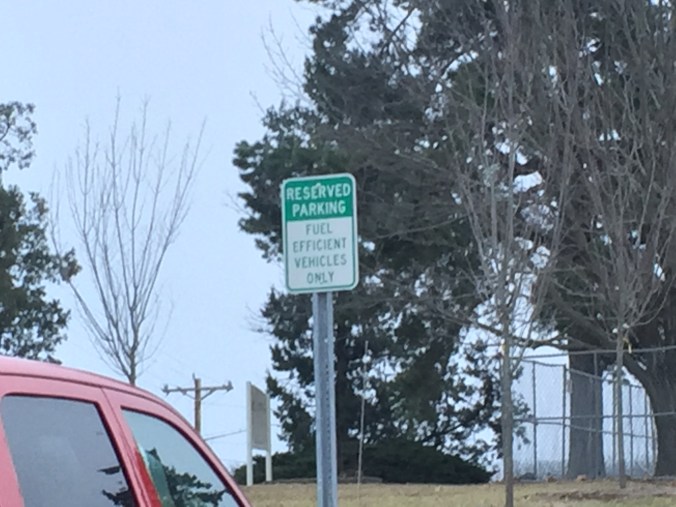 RESERVED
PARKING
FUEL
EFFICIENT
VEHICLES
ONLY